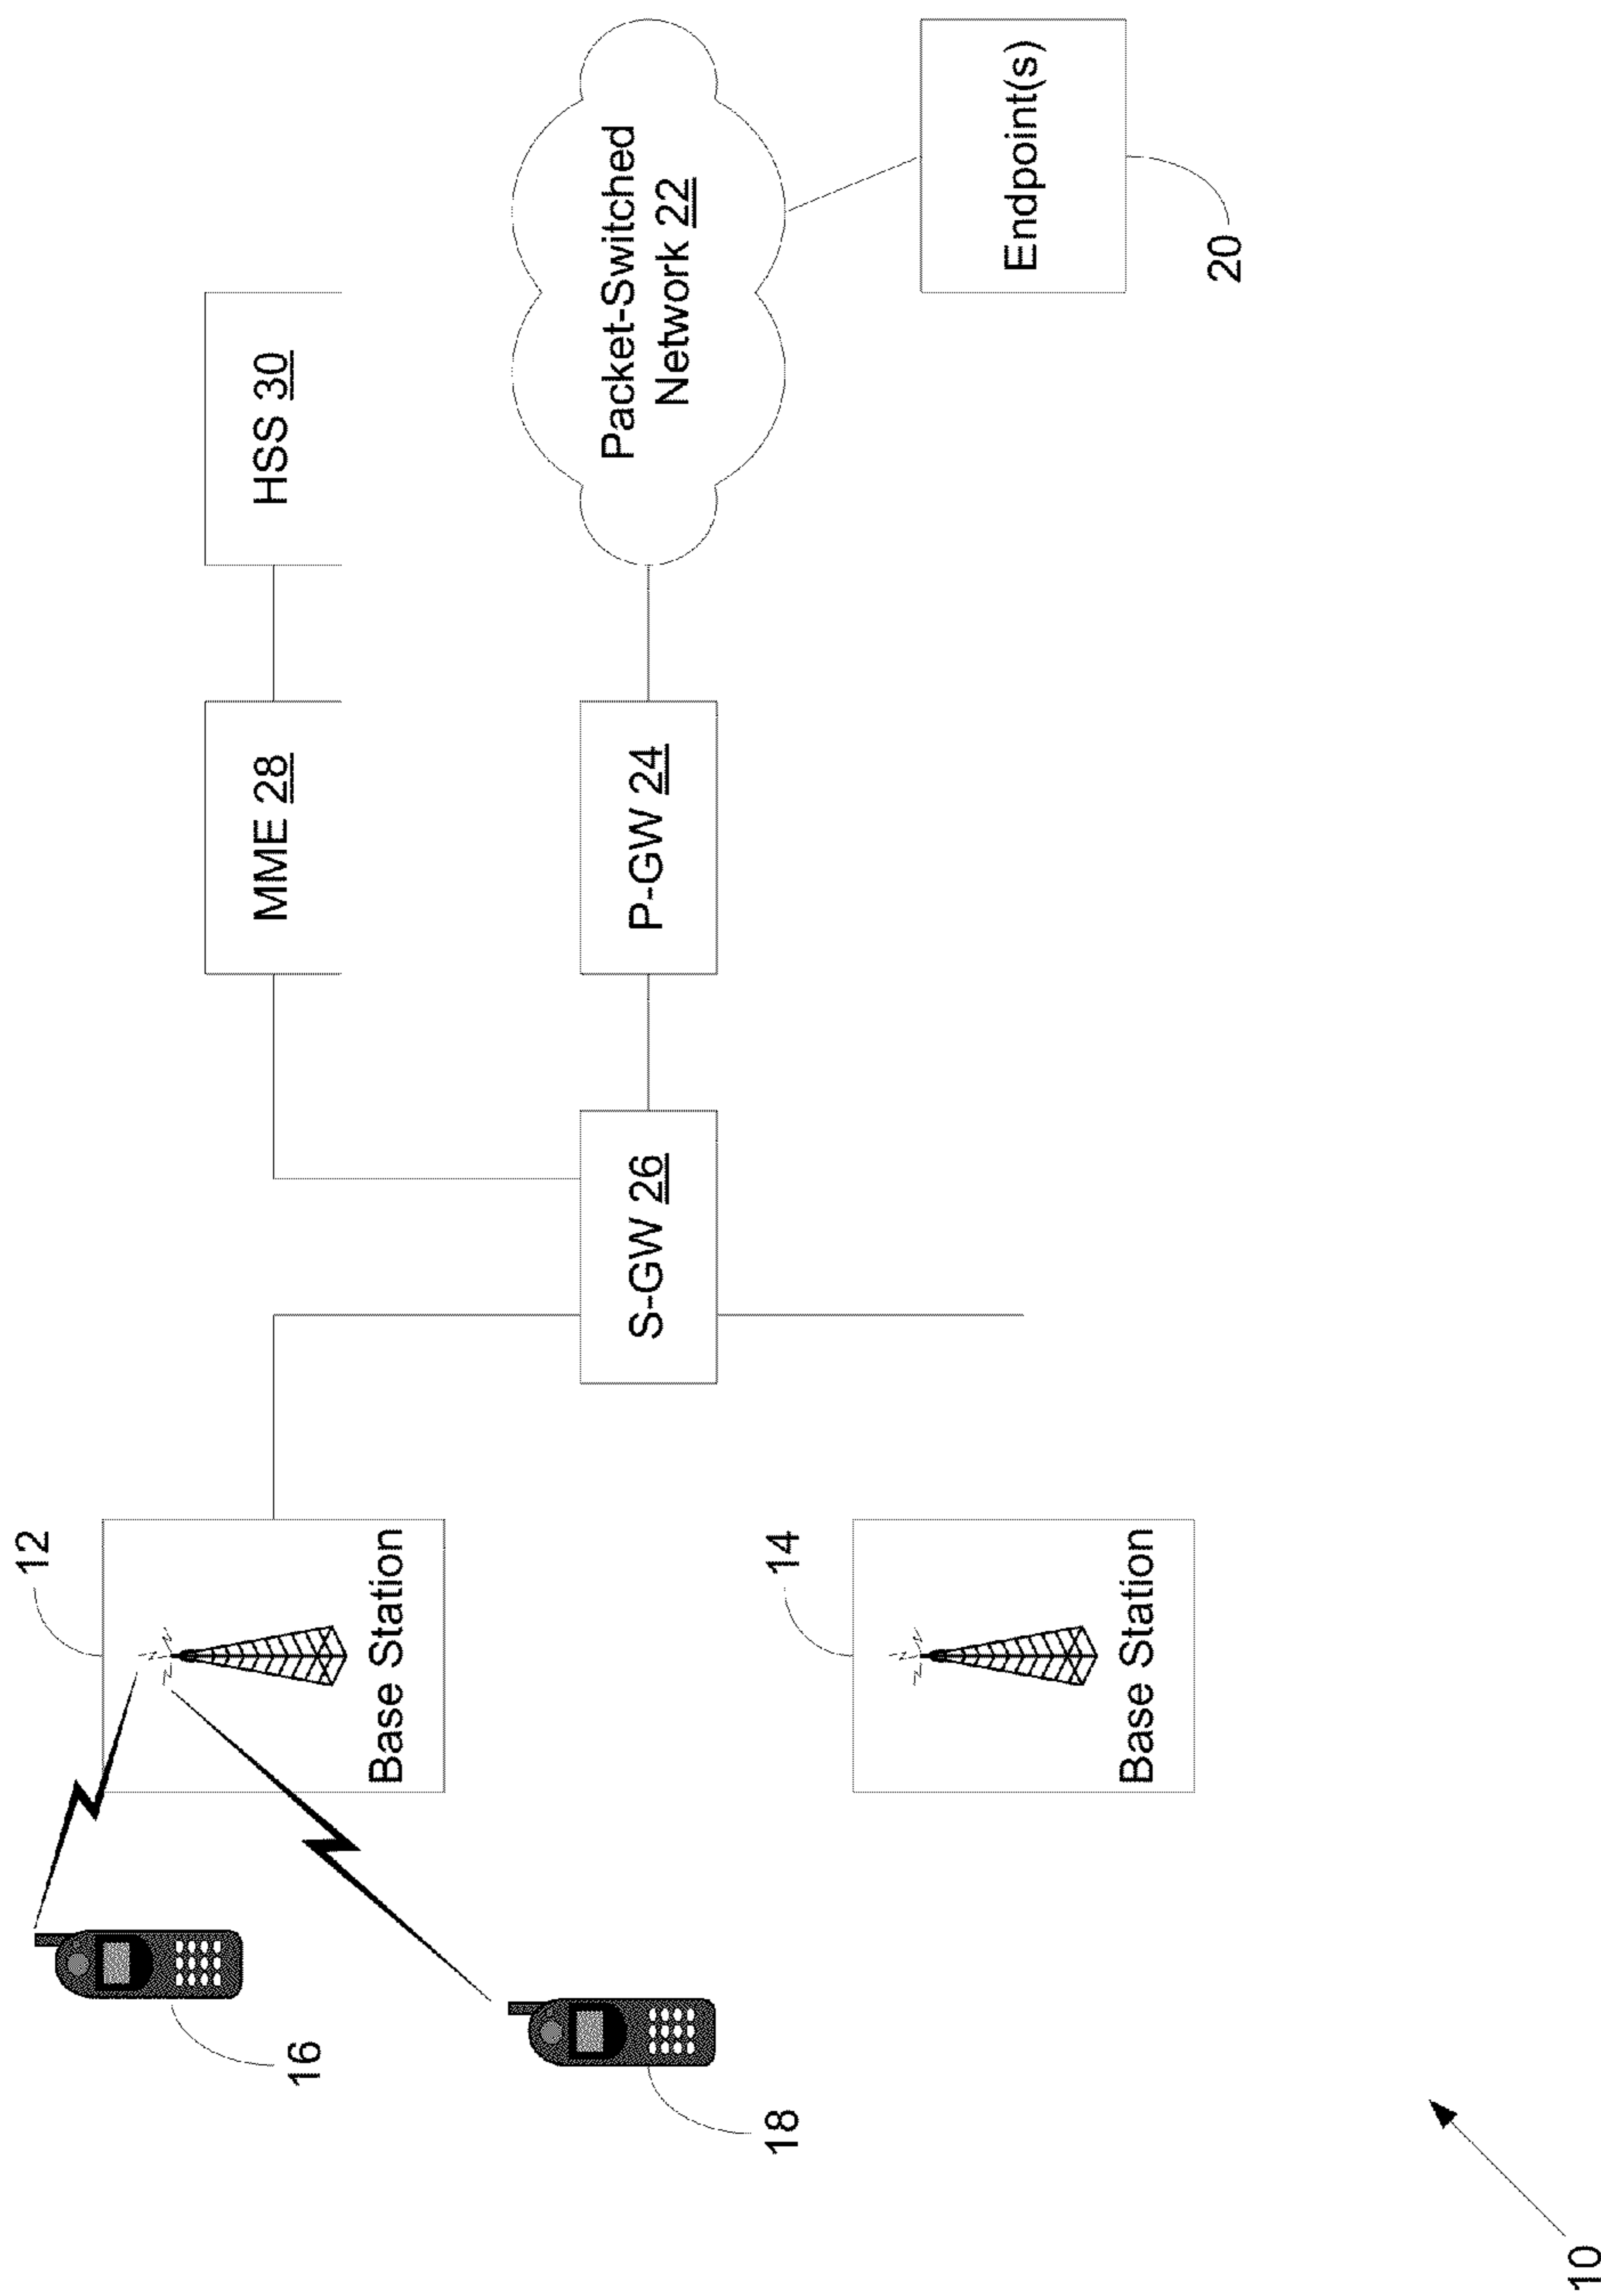 16
12
Base Station
MME 28
HSS 30
18
S-GW 26
P-GW 24
Packet-Switched
Network 22
14
Base Station
Endpoint(s)
20
10